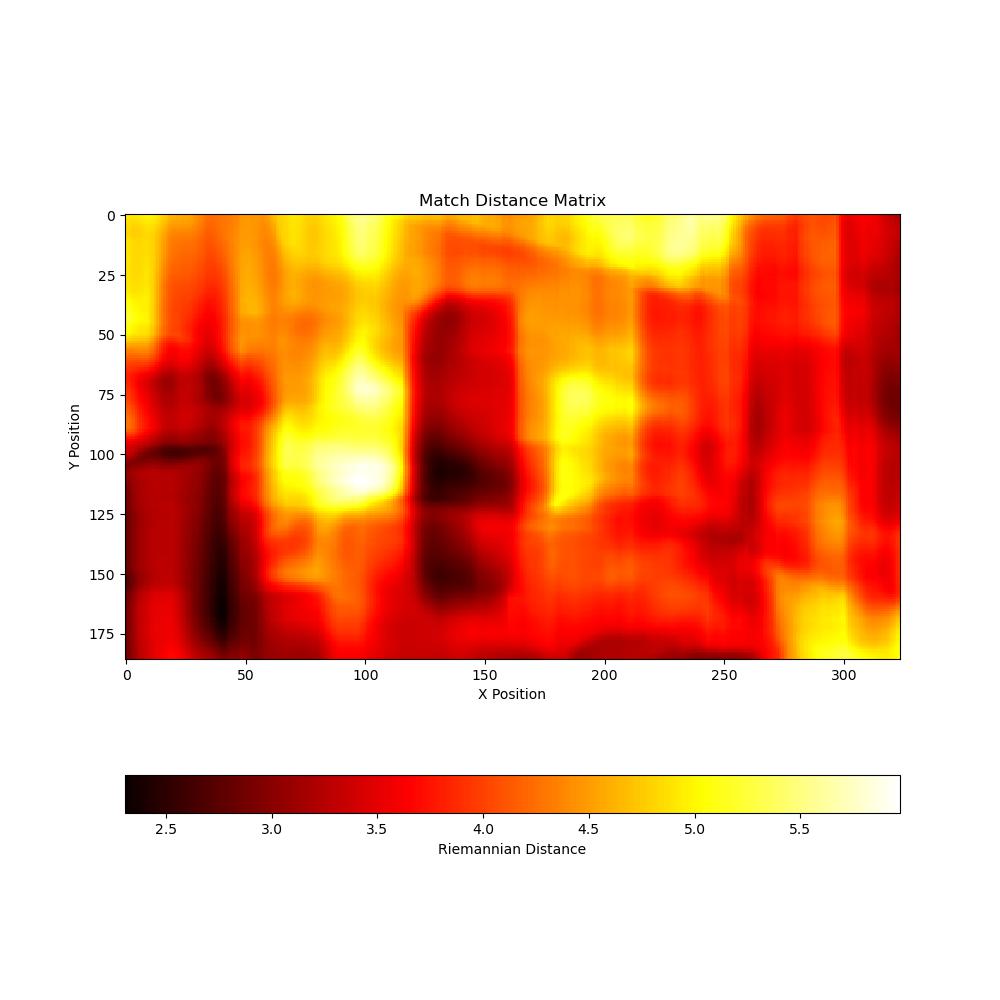 Match Distance Matrix
0
25
50
75
100
125
150
175
Y Position
0 50 100 150 200 250 300
X Position
2.5 3.0 3.5 4.0 4.5 5.0 5.5
Riemannian Distance